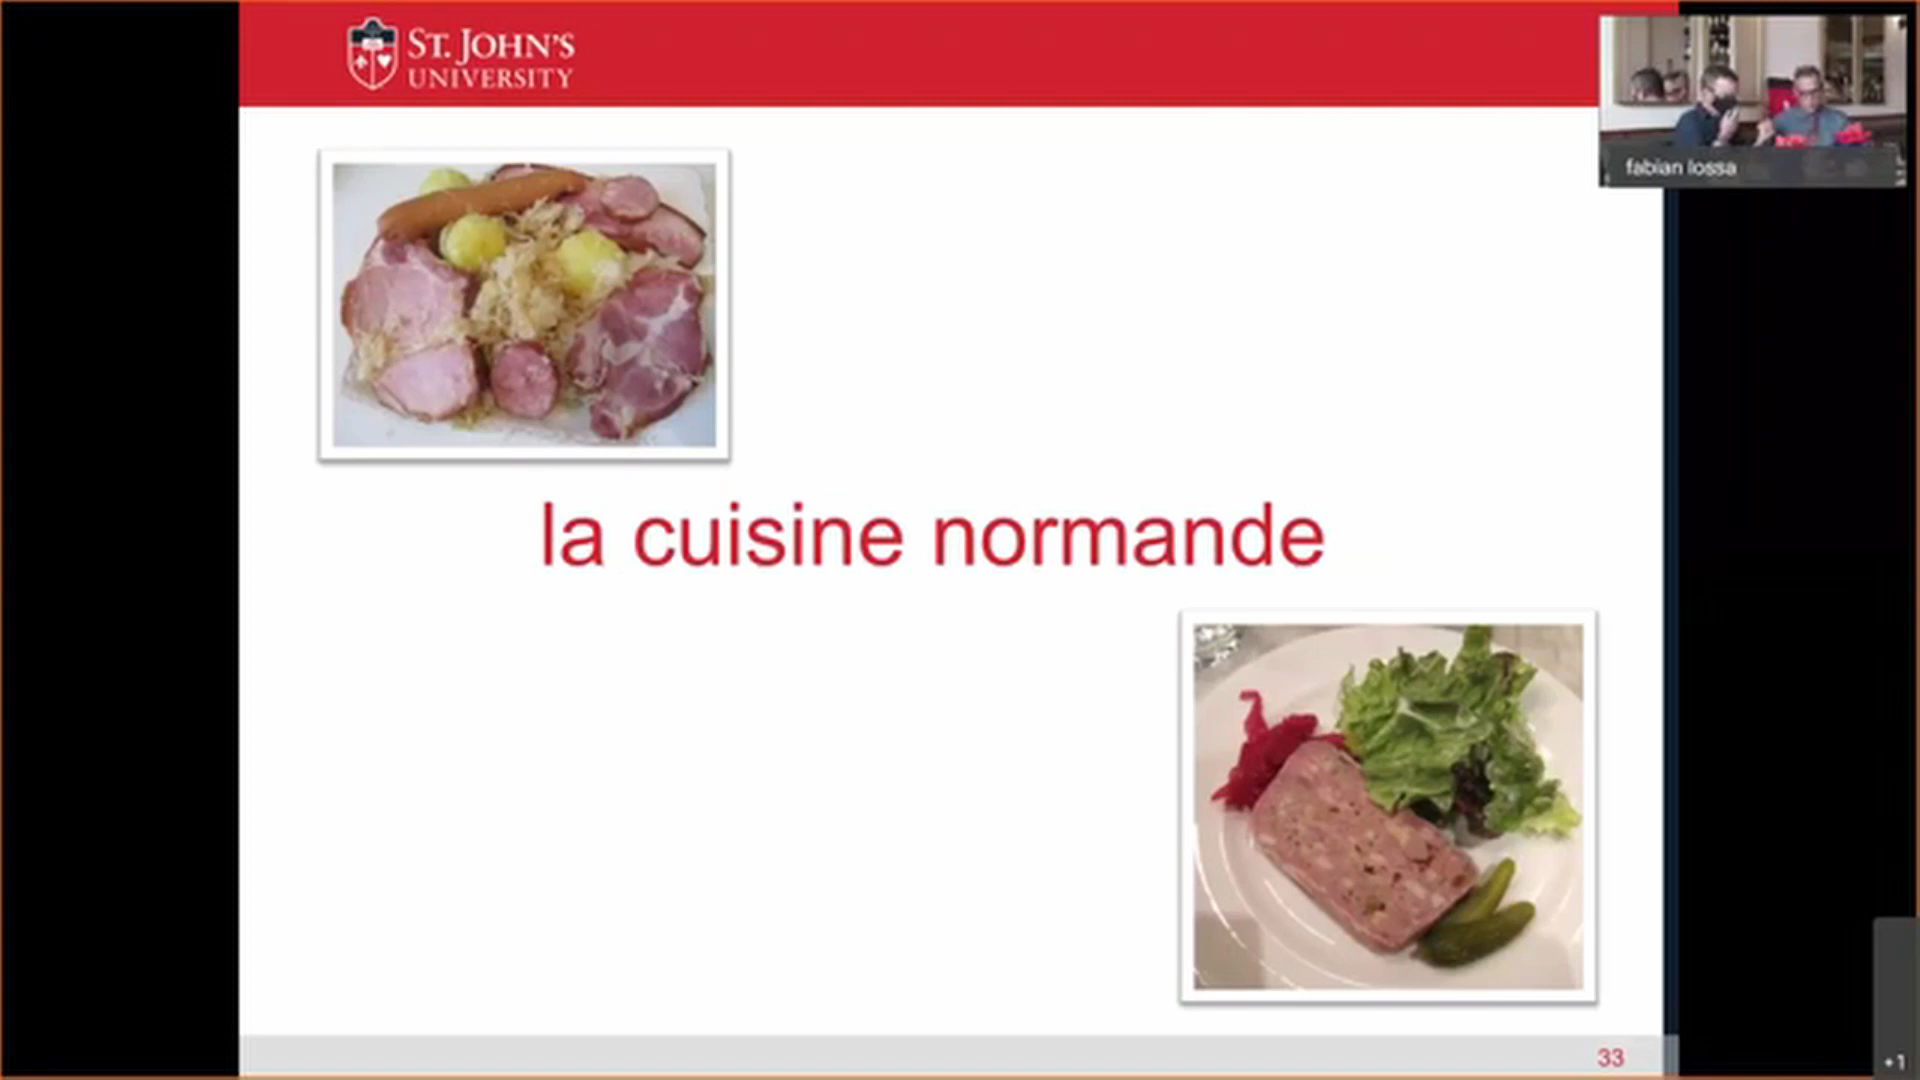 ST. JOHN'S
UNIVERSITY
fabian lossa
la cuisine normande
33
+1